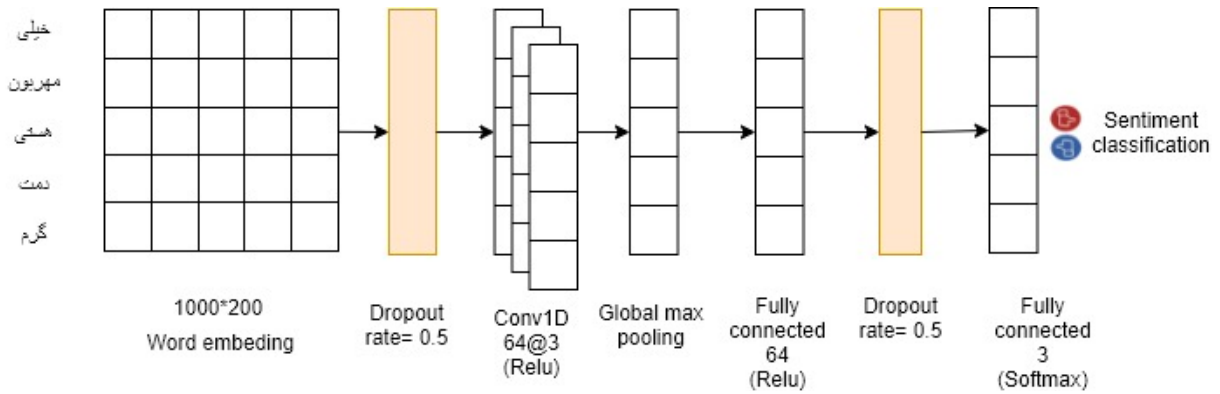 خیلی
مهربون
هستی
دمت
گرم
1000*200
Word embeding
Dropout
rate= 0.5
Conv1D
64@3
(Relu)
Global max
pooling
Fully
connected
64
(Relu)
Dropout
rate= 0.5
Fully
connected
3
(Softmax)
Sentiment
classification